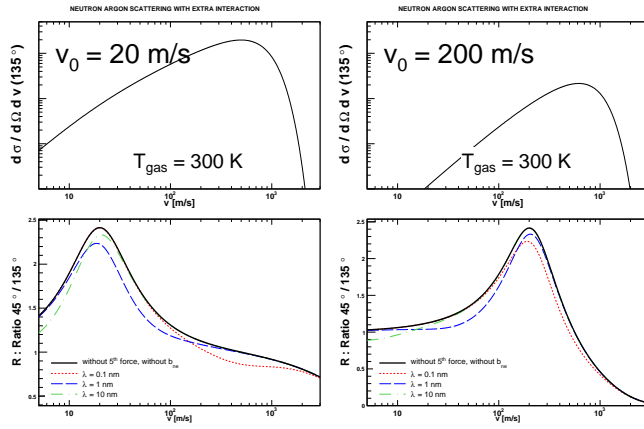 NEUTRON ARGON SCATTERING WITH EXTRA INTERACTION
d σ / d Ω d v (135 °)
v0 = 20 m/s
Tgas = 300 K
10 10² 10³
v [m/s]
R : Ratio 45 ° / 135 °
2.5
2
1.5
1
0.5
without 5th force, without bne
λ = 0.1 nm
λ = 1 nm
λ = 10 nm
10 10² 10³
v [m/s]
NEUTRON ARGON SCATTERING WITH EXTRA INTERACTION
d σ / d Ω d v (135 °)
v0 = 200 m/s
Tgas = 300 K
10 10² 10³
v [m/s]
R : Ratio 45 ° / 135 °
2.5
2
1.5
1
0.5
0
without 5th force, without bne
λ = 0.1 nm
λ = 1 nm
λ = 10 nm
10 10² 10³
v [m/s]